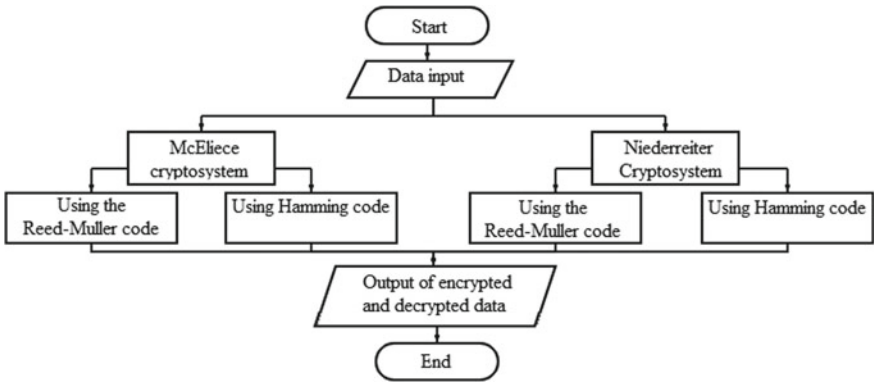 Start
Data input
McEliece
cryptosystem
Niederreiter
Cryptosystem
Using the
Reed-Muller code
Using Hamming code
Using the
Reed-Muller code
Using Hamming code
Output of encrypted
and decrypted data
End